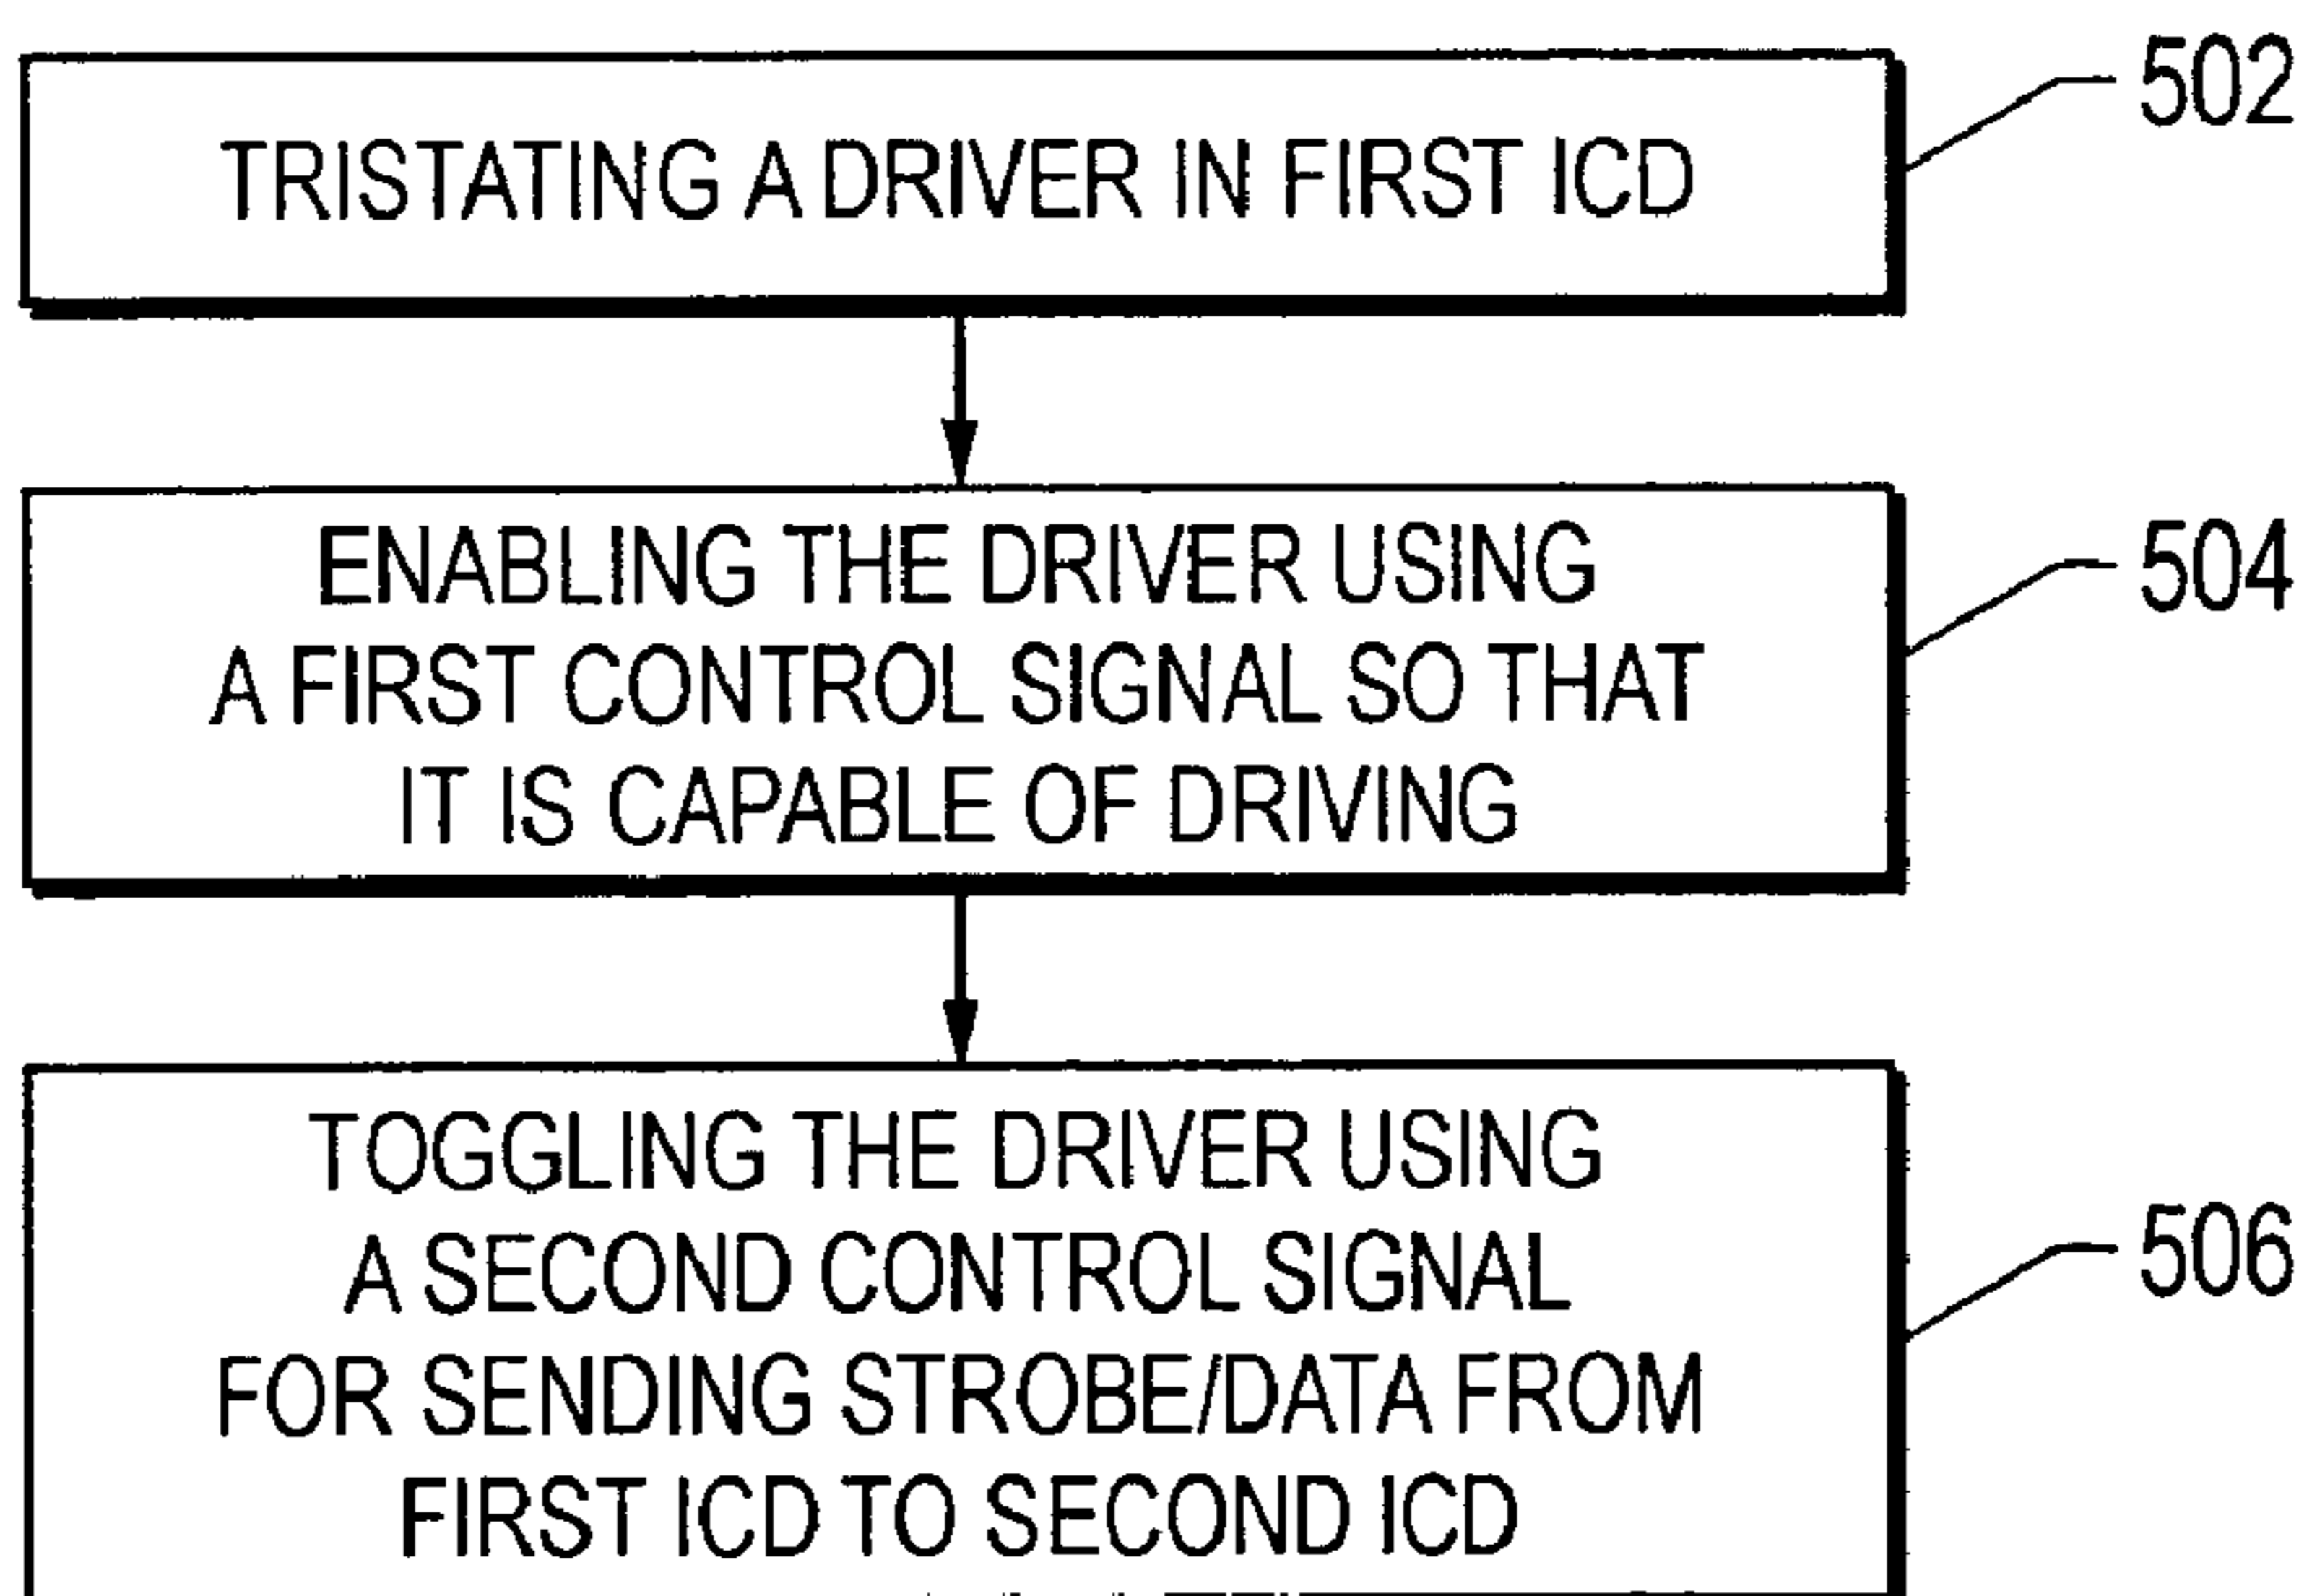 TRISTATING A DRIVER IN FIRST ICD
502
ENABLING THE DRIVER USING
A FIRST CONTROL SIGNAL SO THAT
IT IS CAPABLE OF DRIVING
504
TOGGLING THE DRIVER USING
A SECOND CONTROL SIGNAL
FOR SENDING STROBE/DATA FROM
FIRST ICD TO SECOND ICD
506